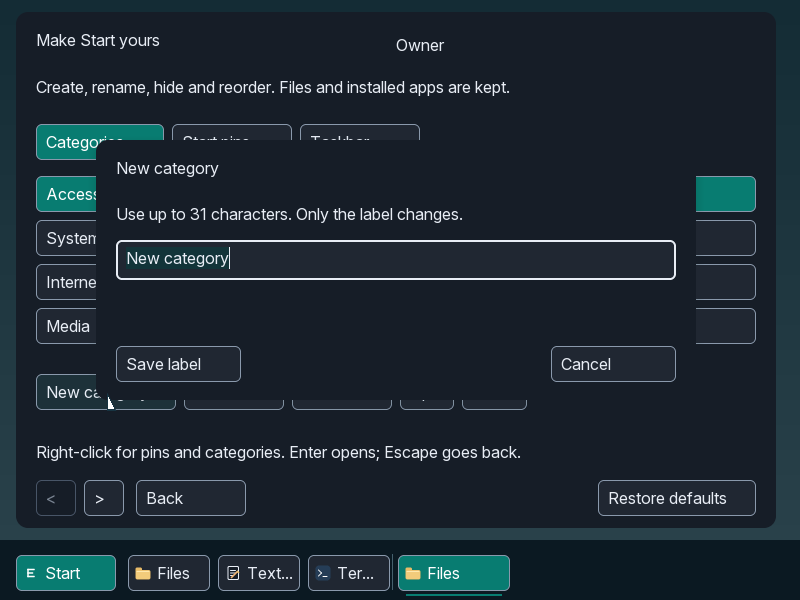 Make Start yours
Owner
Create, rename, hide and reorder. Files and installed apps are kept.
New category
Use up to 31 characters. Only the label changes.
New category
System
Media
Save label
Cancel
Right-click for pins and categories. Enter opens; Escape goes back.
<
>
Back
Restore defaults
Start
Files
Text...
Ter...
Files